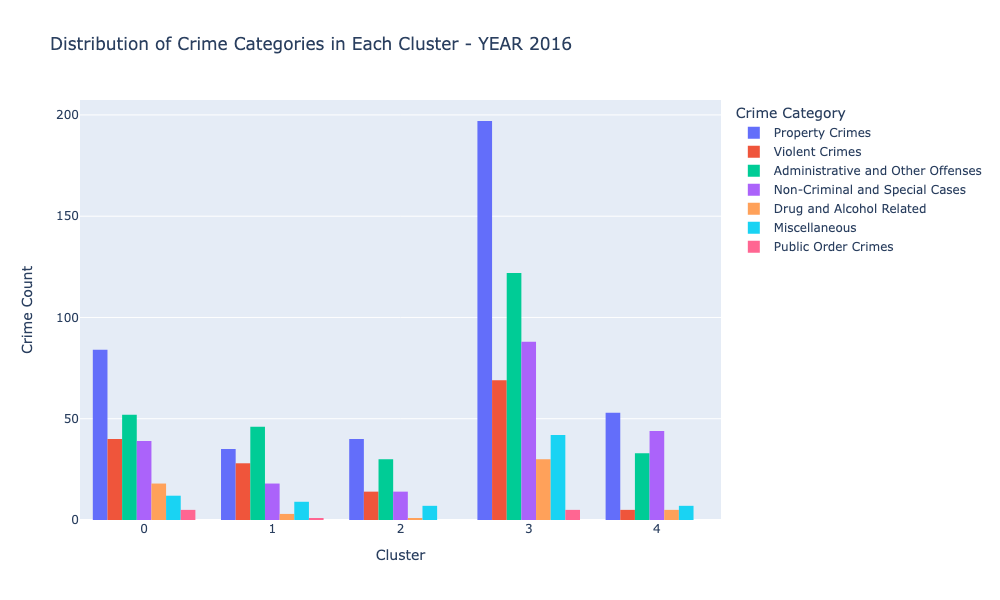 Distribution of Crime Categories in Each Cluster - YEAR 2016
Crime Category
Property Crimes
Violent Crimes
Administrative and Other Offenses
Non-Criminal and Special Cases
Drug and Alcohol Related
Miscellaneous
Public Order Crimes
200
150
100
50
0
Crime Count
0 1 2 3 4
Cluster